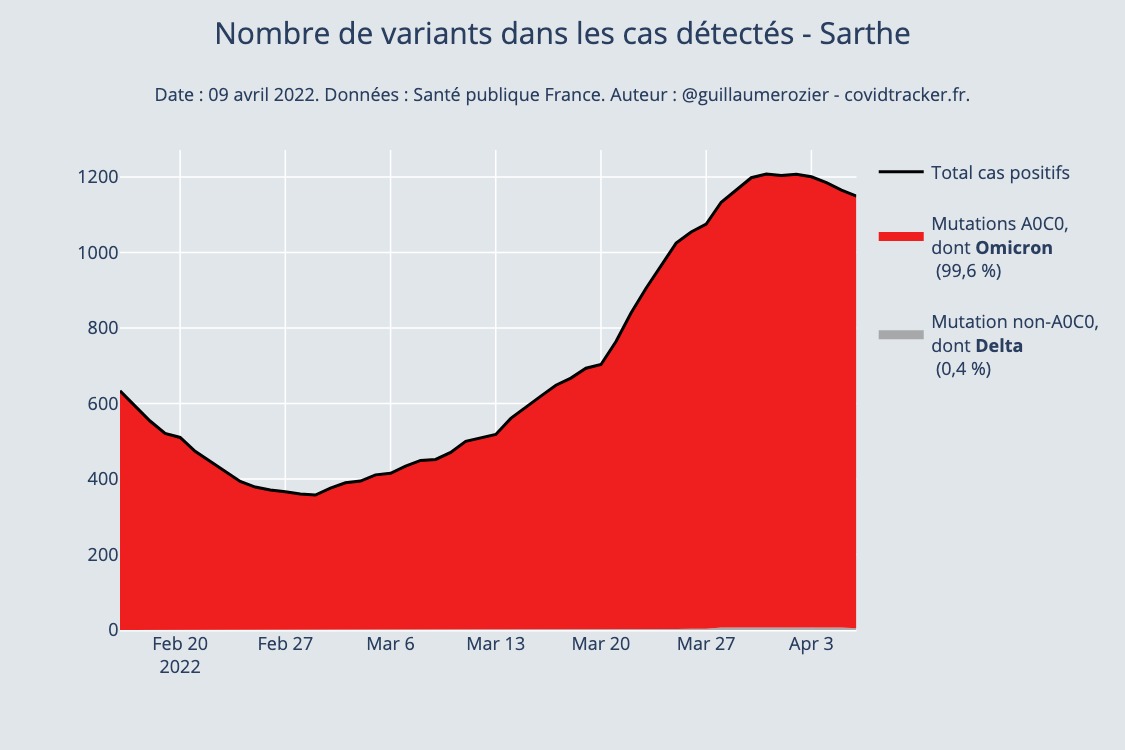 Nombre de variants dans les cas détectés - Sarthe
Date : 09 avril 2022. Données : Santé publique France. Auteur : @guillaumerozier - covidtracker.fr.
1200
1000
800
600
400
200
0
Feb 20
2022
Feb 27
Mar 6
Mar 13
Mar 20
Mar 27
Apr 3
Total cas positifs
Mutations A0C0,
dont Omicron
(99,6 %)
Mutation non-A0C0,
dont Delta
(0,4 %)